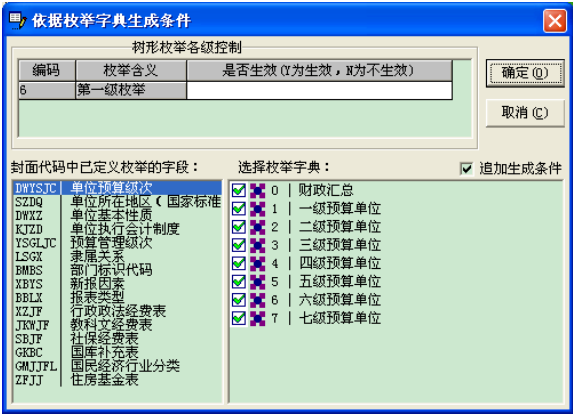 依据枚举字典生成条件
树形枚举各级控制
编码 枚举含义 是否生效(Y为生效，N为不生效)
6 第一级枚举
确定(O)
取消(C)
封面代码中已定义枚举的字段：
选择枚举字典：
追加生成条件
DWYSJC| 单位预算级次
SZDQ | 单位所在地区(国家标准
DWXZ | 单位基本性质
KJZD | 单位执行会计制度
YSGLJC| 预算管理级次
LSGX | 隶属关系
BMBS | 部门标识代码
XBYS | 新报因素
BBLX | 报表类型
XZJF | 行政政法经费表
JKWJF | 教科文经费表
SBJF | 社保经费表
GKBC | 国库补充表
GMJJFL| 国民经济行业分类
ZFJJ | 住房基金表
0 | 财政汇总
1 | 一级预算单位
2 | 二级预算单位
3 | 三级预算单位
4 | 四级预算单位
5 | 五级预算单位
6 | 六级预算单位
7 | 七级预算单位